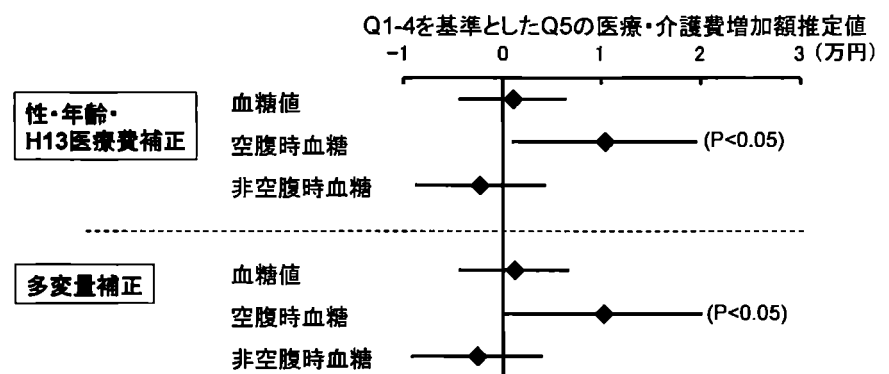 Q1-4を基準としたQ5の医療・介護費増加額推定値
-1 0 1 2 3 (万円)
性・年齢・
H13医療費補正
血糖値
空腹時血糖 (P<0.05)
非空腹時血糖
多変量補正
血糖値
空腹時血糖 (P<0.05)
非空腹時血糖